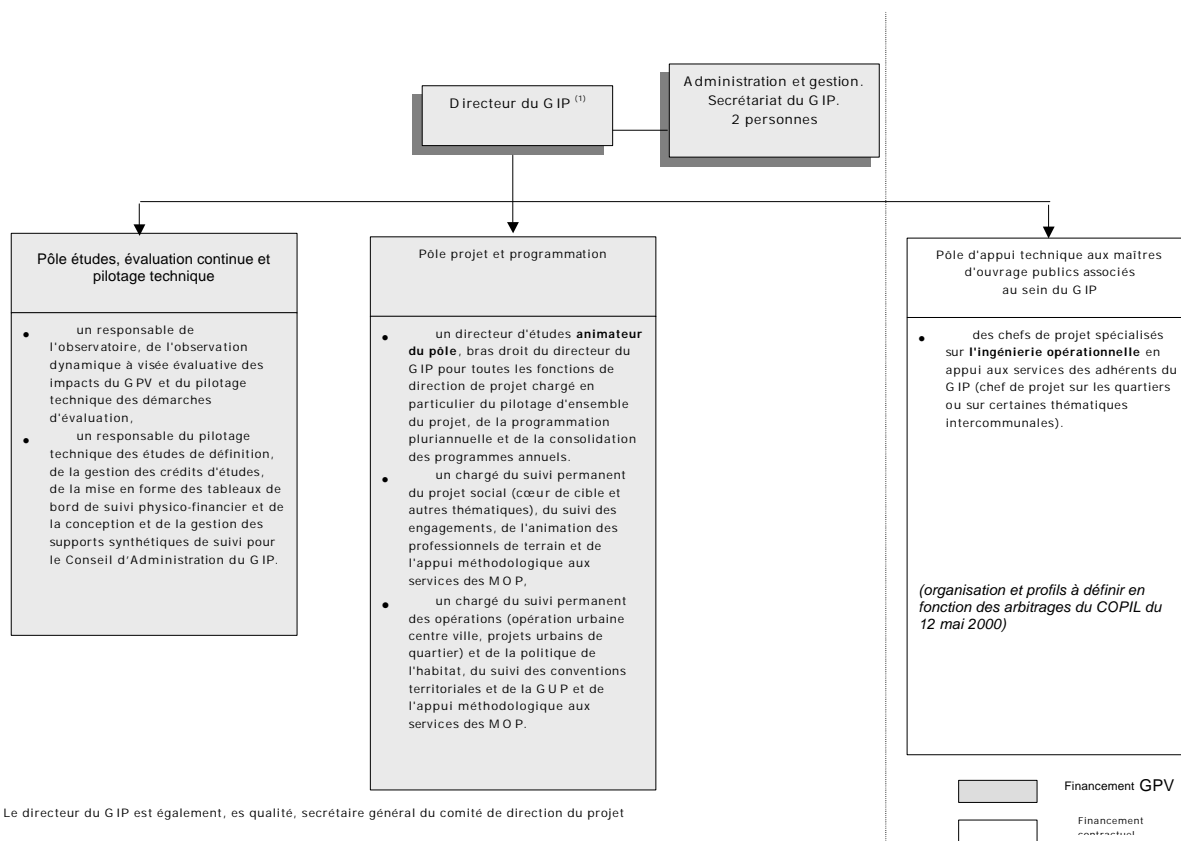 Directeur du GIP (1)
Administration et gestion.
Secrétariat du GIP.
2 personnes
Pôle études, évaluation continue et
pilotage technique
• un responsable de
l'observatoire, de l'observation
dynamique à visée évaluative des
impacts du GPV et du pilotage
technique des démarches
d'évaluation,
• un responsable du pilotage
technique des études de définition,
de la gestion des crédits d'études,
de la mise en forme des tableaux de
bord de suivi physico-financier et de
la conception et de la gestion des
supports synthétiques de suivi pour
le Conseil d'Administration du GIP.
Pôle projet et programmation
• un directeur d'études animateur
du pôle, bras droit du directeur du
GIP pour toutes les fonctions de
direction de projet chargé en
particulier du pilotage d'ensemble
du projet, de la programmation
pluriannuelle et de la consolidation
des programmes annuels.
• un chargé du suivi permanent
du projet social (cœur de cible et
autres thématiques), du suivi des
engagements, de l'animation des
professionnels de terrain et de
l'appui méthodologique aux
services des MOP,
• un chargé du suivi permanent
des opérations (opération urbaine
centre ville, projets urbains de
quartier) et de la politique de
l'habitat, du suivi des conventions
territoriales et de la GUP et de
l'appui méthodologique aux
services des MOP.
Pôle d'appui technique aux maîtres
d'ouvrage publics associés
au sein du GIP
• des chefs de projet spécialisés
sur l'ingénierie opérationnelle en
appui aux services des adhérents du
GIP (chef de projet sur les quartiers
ou sur certaines thématiques
intercommunales).
(organisation et profils à définir en
fonction des arbitrages du COPIL du
12 mai 2000)
Financement GPV
Financement
contractuel
Le directeur du GIP est également, es qualité, secrétaire général du comité de direction du projet